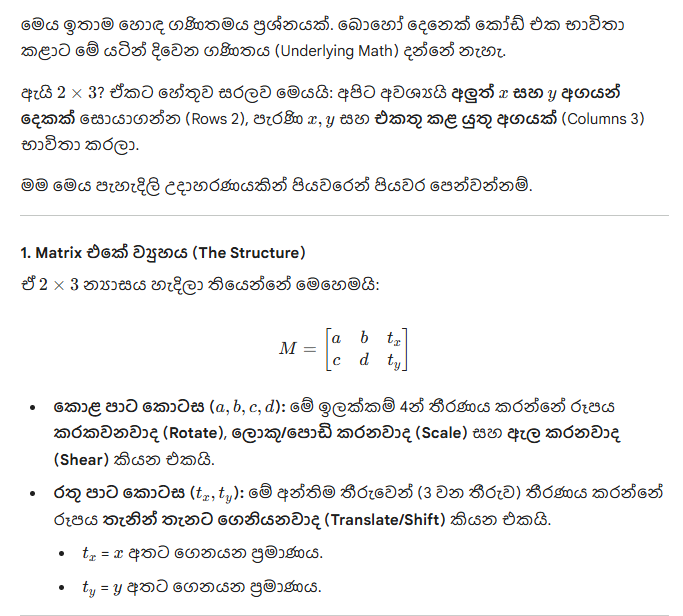 මෙය ඉතාම හොඳ ගණිතමය ප්‍රශ්නයක්. බොහෝ දෙනෙක් කෝඩ් එක භාවිතා
කළාට මේ යටින් දිවෙන ගණිතය (Underlying Math) දන්නේ නැහැ.
ඇයි 2 × 3? ඒකට හේතුව සරලව මෙයයි: අපිට අවශ්‍යයි අලුත් x සහ y අගයන්
දෙකක් සොයාගන්න (Rows 2), පැරණි x, y සහ එකතු කළ යුතු අගයක් (Columns 3)
භාවිතා කරලා.
මම මෙය පැහැදිලි උදාහරණයකින් පියවරෙන් පියවර පෙන්වන්නම්.
1. Matrix එකේ ව්‍යුහය (The Structure)
ඒ 2 × 3 න්‍යාසය හැදිලා තියෙන්නේ මෙහෙමයි:
M = [a b tₓ
c d t_y]
• කොළ පාට කොටස (a, b, c, d): මේ ඉලක්කම් 4න් තීරණය කරන්නේ රූපය
කරකවනවාද (Rotate), ලොකු/පොඩි කරනවාද (Scale) සහ ඇල කරනවාද
(Shear) කියන එකයි.
• රතු පාට කොටස (tₓ, t_y): මේ අන්තිම තීරුවෙන් (3 වන තීරුව) තීරණය කරන්නේ
රූපය තැනින් තැනට ගෙනියනවාද (Translate/Shift) කියන එකයි.
• tₓ = x අතට ගෙනයන ප්‍රමාණය.
• t_y = y අතට ගෙනයන ප්‍රමාණය.